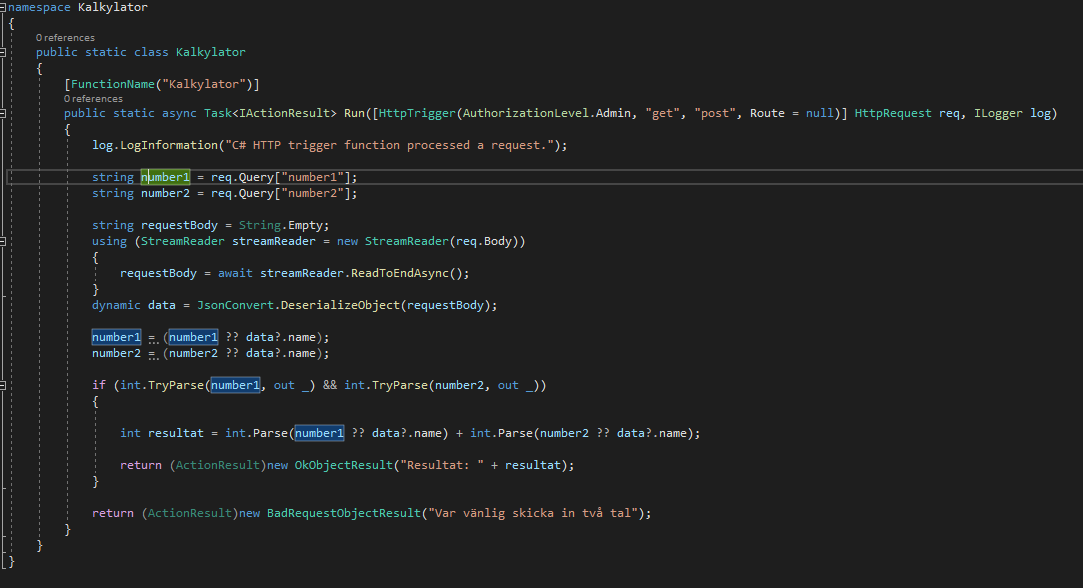 namespace Kalkylator
{
0 references
public static class Kalkylator
{
[FunctionName("Kalkylator")]
0 references
public static async Task<IActionResult> Run([HttpTrigger(AuthorizationLevel.Admin, "get", "post", Route = null)] HttpRequest req, ILogger log)
{
log.LogInformation("C# HTTP trigger function processed a request.");
string number1 = req.Query["number1"];
string number2 = req.Query["number2"];
string requestBody = String.Empty;
using (StreamReader streamReader = new StreamReader(req.Body))
{
requestBody = await streamReader.ReadToEndAsync();
}
dynamic data = JsonConvert.DeserializeObject(requestBody);
number1 = (number1 ?? data?.name);
number2 = (number2 ?? data?.name);
if (int.TryParse(number1, out _) && int.TryParse(number2, out _))
{
int resultat = int.Parse(number1 ?? data?.name) + int.Parse(number2 ?? data?.name);
return (ActionResult)new OkObjectResult("Resultat: " + resultat);
}
return (ActionResult)new BadRequestObjectResult("Var vänlig skicka in två tal");
}
}
}